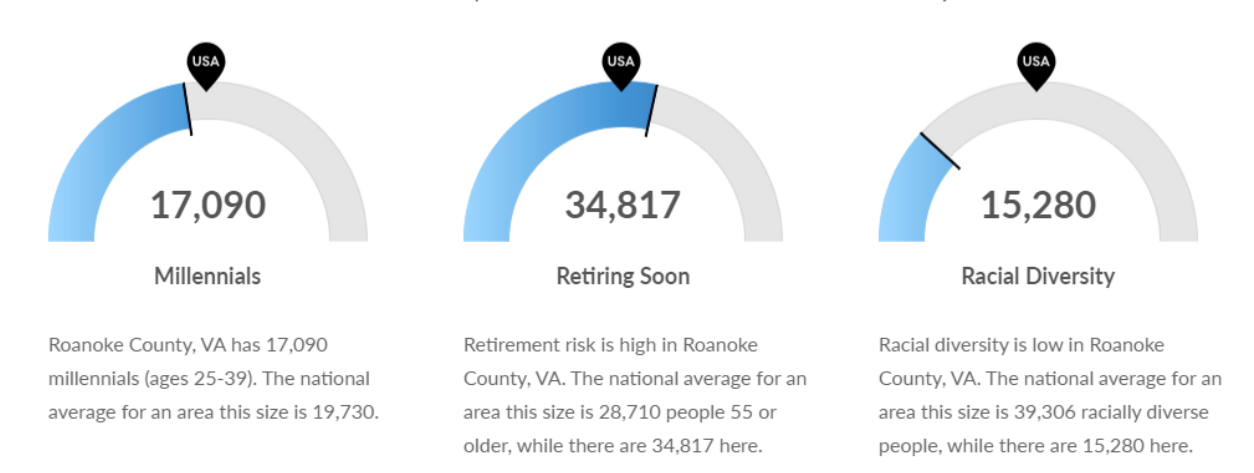 USA
17,090
Millennials
Roanoke County, VA has 17,090
millennials (ages 25-39). The national
average for an area this size is 19,730.
USA
34,817
Retiring Soon
Retirement risk is high in Roanoke
County, VA. The national average for an
area this size is 28,710 people 55 or
older, while there are 34,817 here.
USA
15,280
Racial Diversity
Racial diversity is low in Roanoke
County, VA. The national average for an
area this size is 39,306 racially diverse
people, while there are 15,280 here.